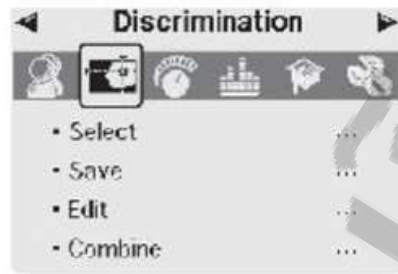 Discrimination
▪ Select ...
▪ Save ...
▪ Edit ...
▪ Combine ...